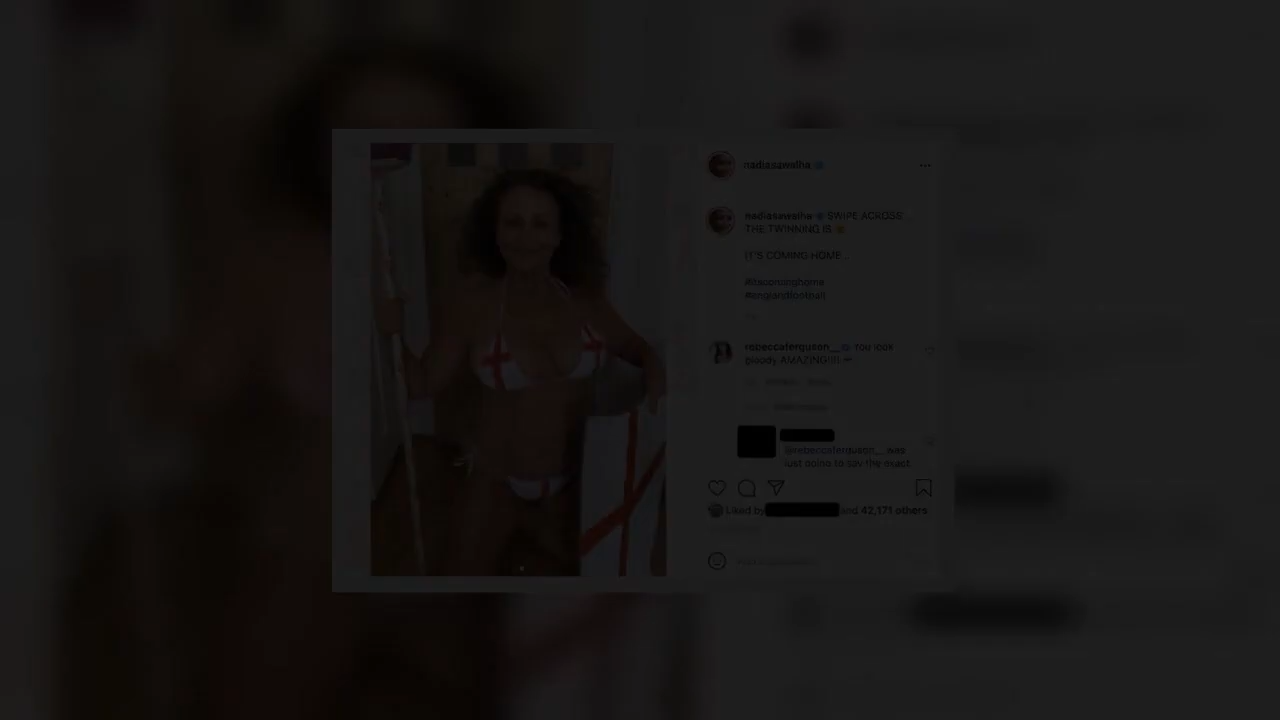 nadiasawalha
nadiasawalha SWIPE ACROSS:
THE TWINNING IS
IT'S COMING HOME...
#itscominghome
#englandfootball
rebeccaferguson__ You look
bloody AMAZING!!!!
@rebeccaferguson__ was
just going to say the exact
Liked by and 42,171 others